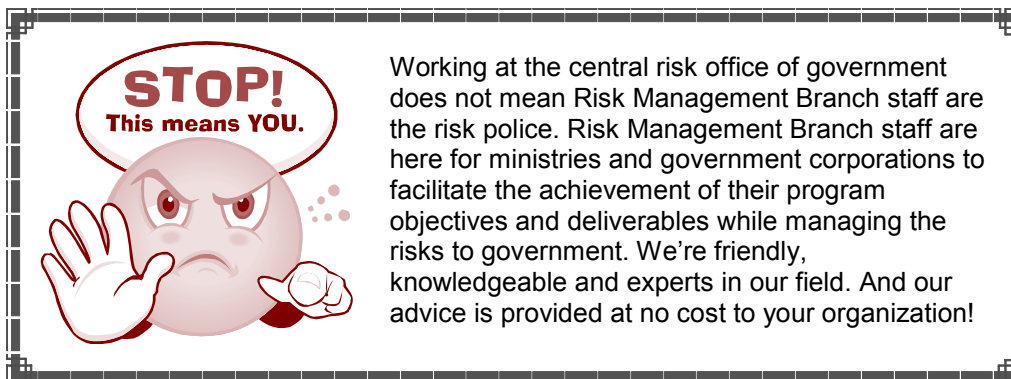 STOP!
This means YOU.
Working at the central risk office of government
does not mean Risk Management Branch staff are
the risk police. Risk Management Branch staff are
here for ministries and government corporations to
facilitate the achievement of their program
objectives and deliverables while managing the
risks to government. We’re friendly,
knowledgeable and experts in our field. And our
advice is provided at no cost to your organization!